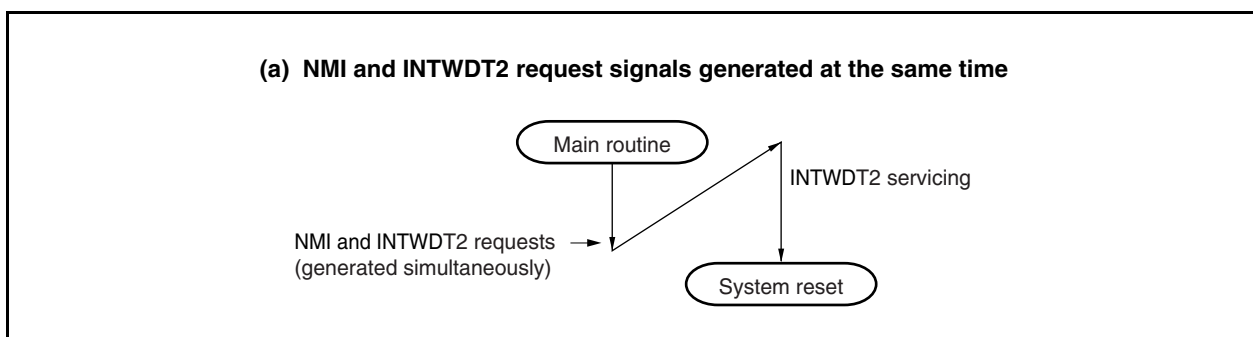 (a) NMI and INTWDT2 request signals generated at the same time
Main routine
INTWDT2 servicing
NMI and INTWDT2 requests
(generated simultaneously)
System reset